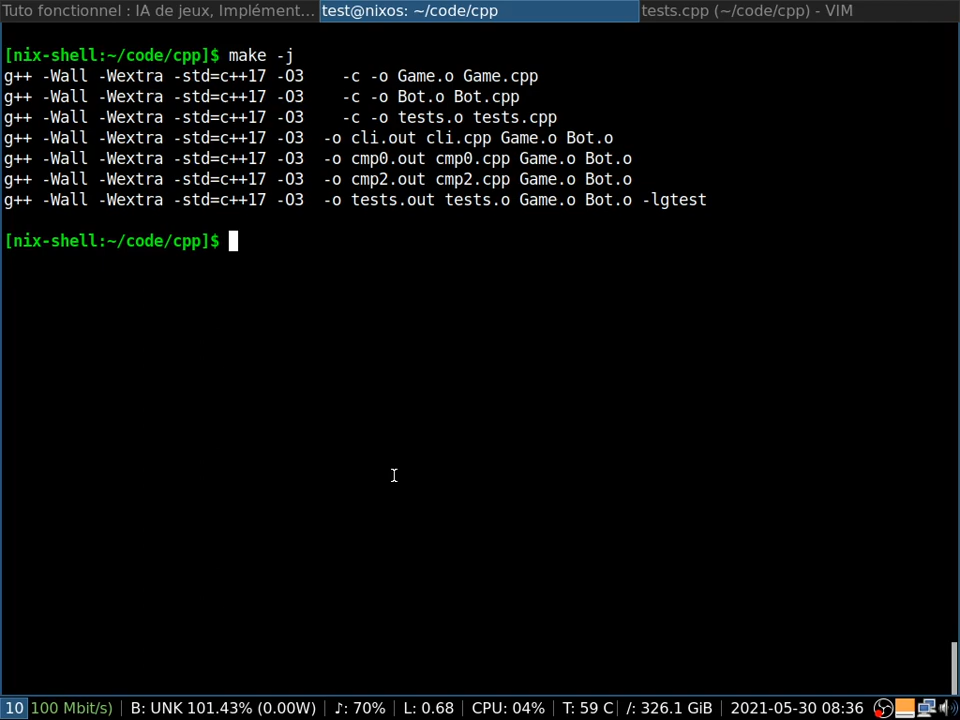 Tuto fonctionnel : IA de jeux, Implément... test@nixos: ~/code/cpp tests.cpp (~/code/cpp) - VIM
[nix-shell:~/code/cpp]$ make -j
g++ -Wall -Wextra -std=c++17 -O3    -c -o Game.o Game.cpp
g++ -Wall -Wextra -std=c++17 -O3    -c -o Bot.o Bot.cpp
g++ -Wall -Wextra -std=c++17 -O3    -c -o tests.o tests.cpp
g++ -Wall -Wextra -std=c++17 -O3  -o cli.out cli.cpp Game.o Bot.o
g++ -Wall -Wextra -std=c++17 -O3  -o cmp0.out cmp0.cpp Game.o Bot.o
g++ -Wall -Wextra -std=c++17 -O3  -o cmp2.out cmp2.cpp Game.o Bot.o
g++ -Wall -Wextra -std=c++17 -O3  -o tests.out tests.o Game.o Bot.o -lgtest
[nix-shell:~/code/cpp]$
10 100 Mbit/s) | B: UNK 101.43% (0.00W) | ♪: 70% | L: 0.68 | CPU: 04% | T: 59 C | /: 326.1 GiB | 2021-05-30 08:36